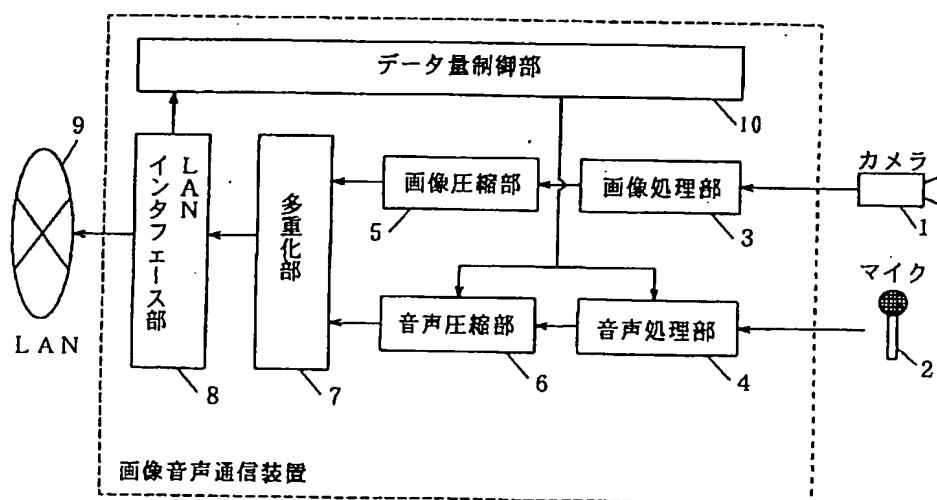 データ量制御部
10
9
LAN
LAN
インタフェース部
8
多重化部
7
画像圧縮部
5
画像処理部
3
カメラ
1
音声圧縮部
6
音声処理部
4
マイク
2
画像音声通信装置